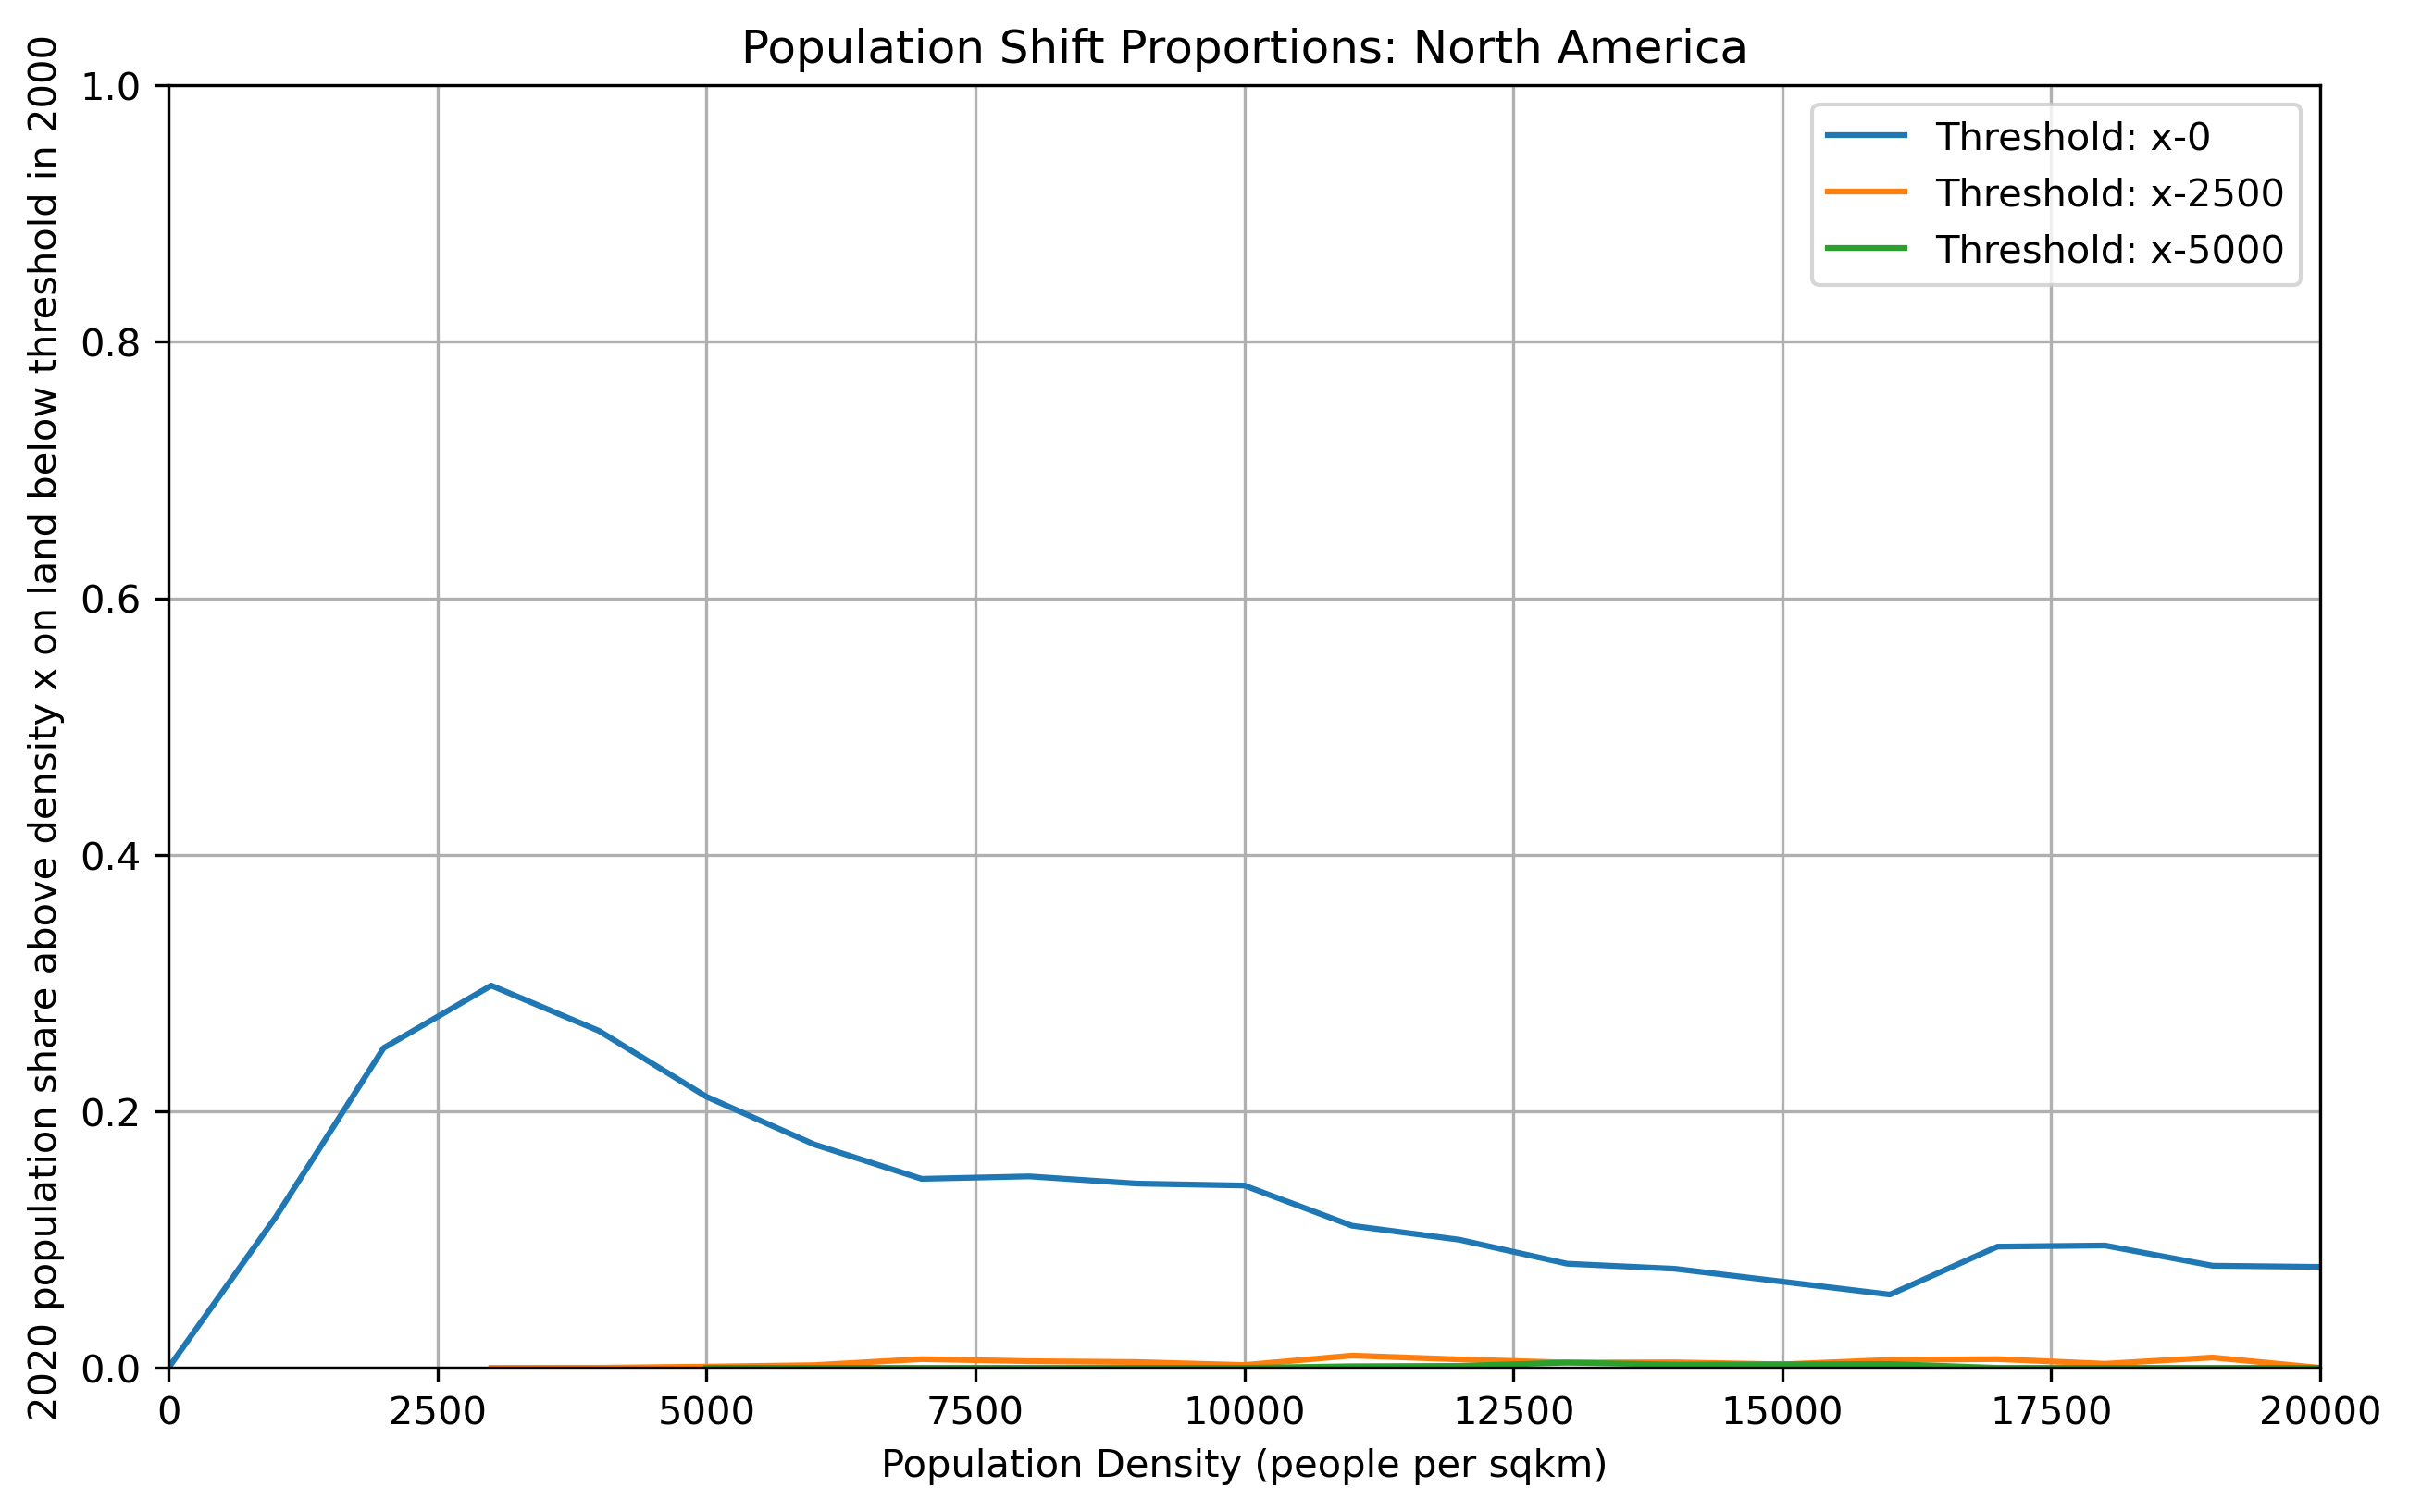 Population Shift Proportions: North America
2020 population share above density x on land below threshold in 2000
1.0
0.8
0.6
0.4
0.2
0.0
Threshold: x-0
Threshold: x-2500
Threshold: x-5000
0 2500 5000 7500 10000 12500 15000 17500 20000
Population Density (people per sqkm)